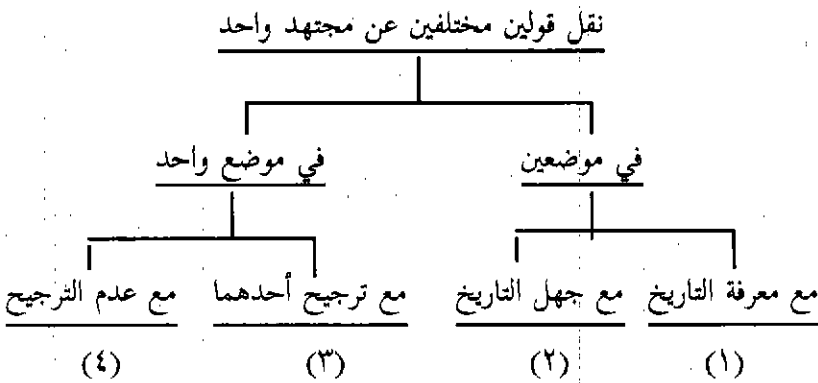 نقل قولين مختلفين عن مجتهد واحد
في موضعين في موضع واحد
مع معرفة التاريخ مع جهل التاريخ مع ترجيح أحدهما مع عدم الترجيح
(١) (٢) (٣) (٤)